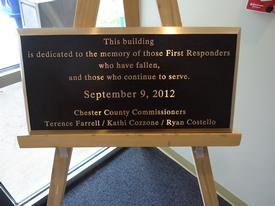 This building
is dedicated to the memory of those First Responders
who have fallen,
and those who continue to serve.
September 9, 2012
Chester County Commissioners
Terence Farrell / Kathi Cozzone / Ryan Costello